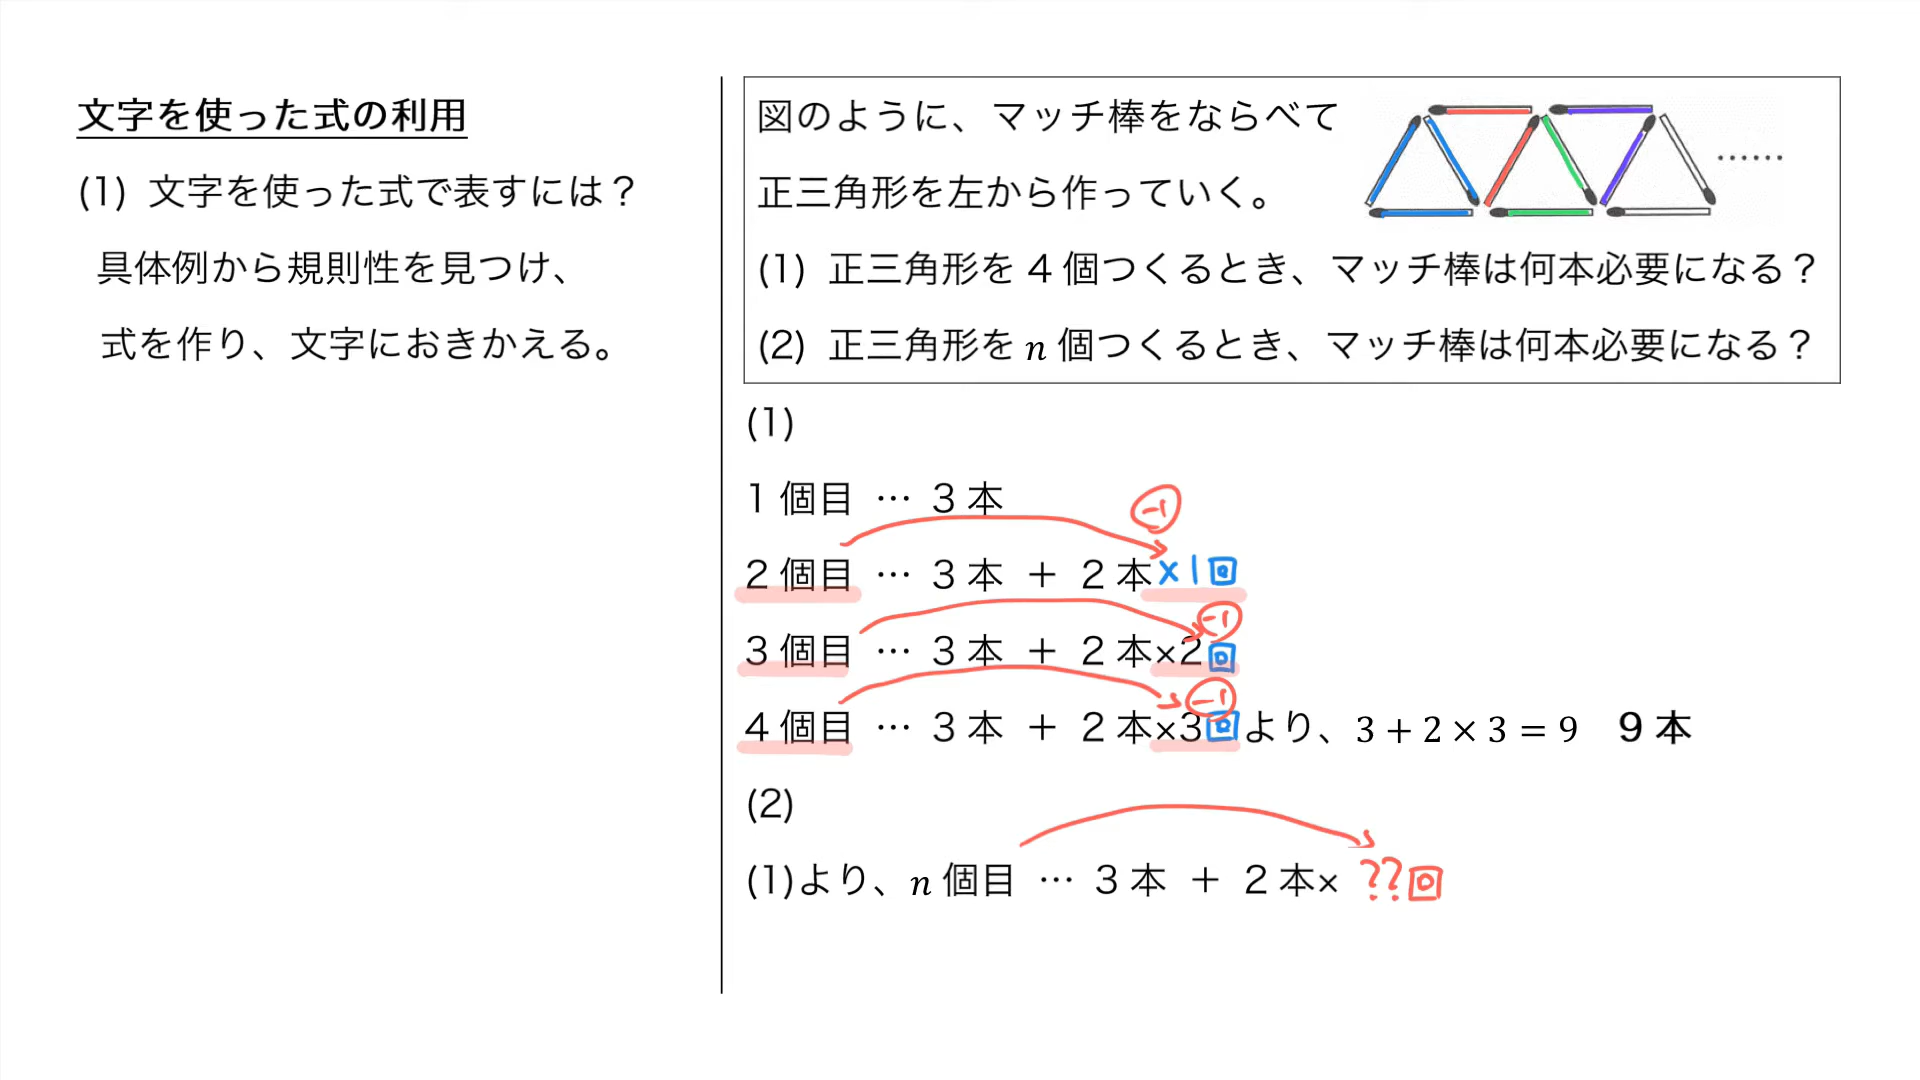 文字を使った式の利用
(1) 文字を使った式で表すには？
具体例から規則性を見つけ、
式を作り、文字におきかえる。
図のように、マッチ棒をならべて
正三角形を左から作っていく。
……
(1) 正三角形を 4 個つくるとき、マッチ棒は何本必要になる？
(2) 正三角形を n 個つくるとき、マッチ棒は何本必要になる？
(1)
1 個目 … 3 本
-1
2 個目 … 3 本 + 2 本×1回
-1
3 個目 … 3 本 + 2 本×2回
-1
4 個目 … 3 本 + 2 本×3回より、3 + 2 × 3 = 9 9 本
(2)
(1)より、n 個目 … 3 本 + 2 本× ??回